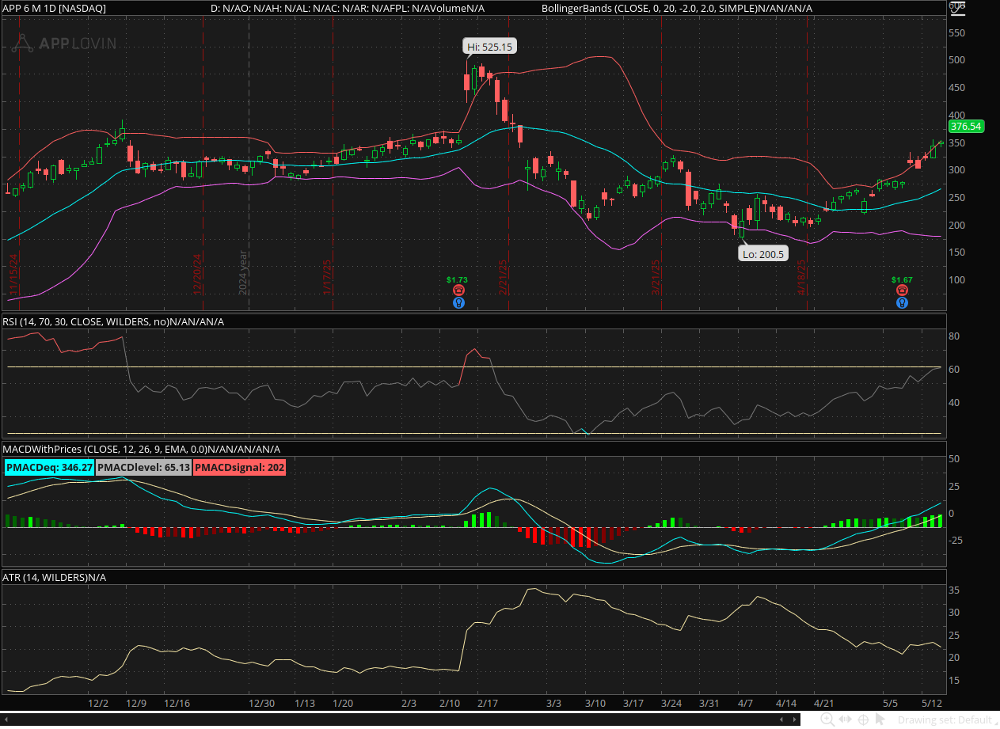 APP 6 M 1D [NASDAQ] D: N/AO: N/AH: N/AL: N/AC: N/AR: N/AFPL: N/AVolumeN/A BollingerBands (CLOSE, 0, 20, -2.0, 2.0, SIMPLE)N/AN/AN/A
600
APPLOVIN
550
Hi: 525.15
500
450
400
376.54
350
300
250
200
Lo: 200.5
150
100
11/15/24
12/20/24
2024 year
1/17/25
2/21/25
3/21/25
4/18/25
$1.73
$1.67
RSI (14, 70, 30, CLOSE, WILDERS, no)N/AN/AN/A
80
60
40
MACDWithPrices (CLOSE, 12, 26, 9, EMA, 0.0)N/AN/AN/AN/A
PMACDeq: 346.27 PMACDlevel: 65.13 PMACDsignal: 202
50
25
0
-25
ATR (14, WILDERS)N/A
35
30
25
20
15
12/2 12/9 12/16 12/30 1/13 1/20 2/3 2/10 2/17 3/3 3/10 3/17 3/24 3/31 4/7 4/14 4/21 5/5 5/12
Drawing set: Default